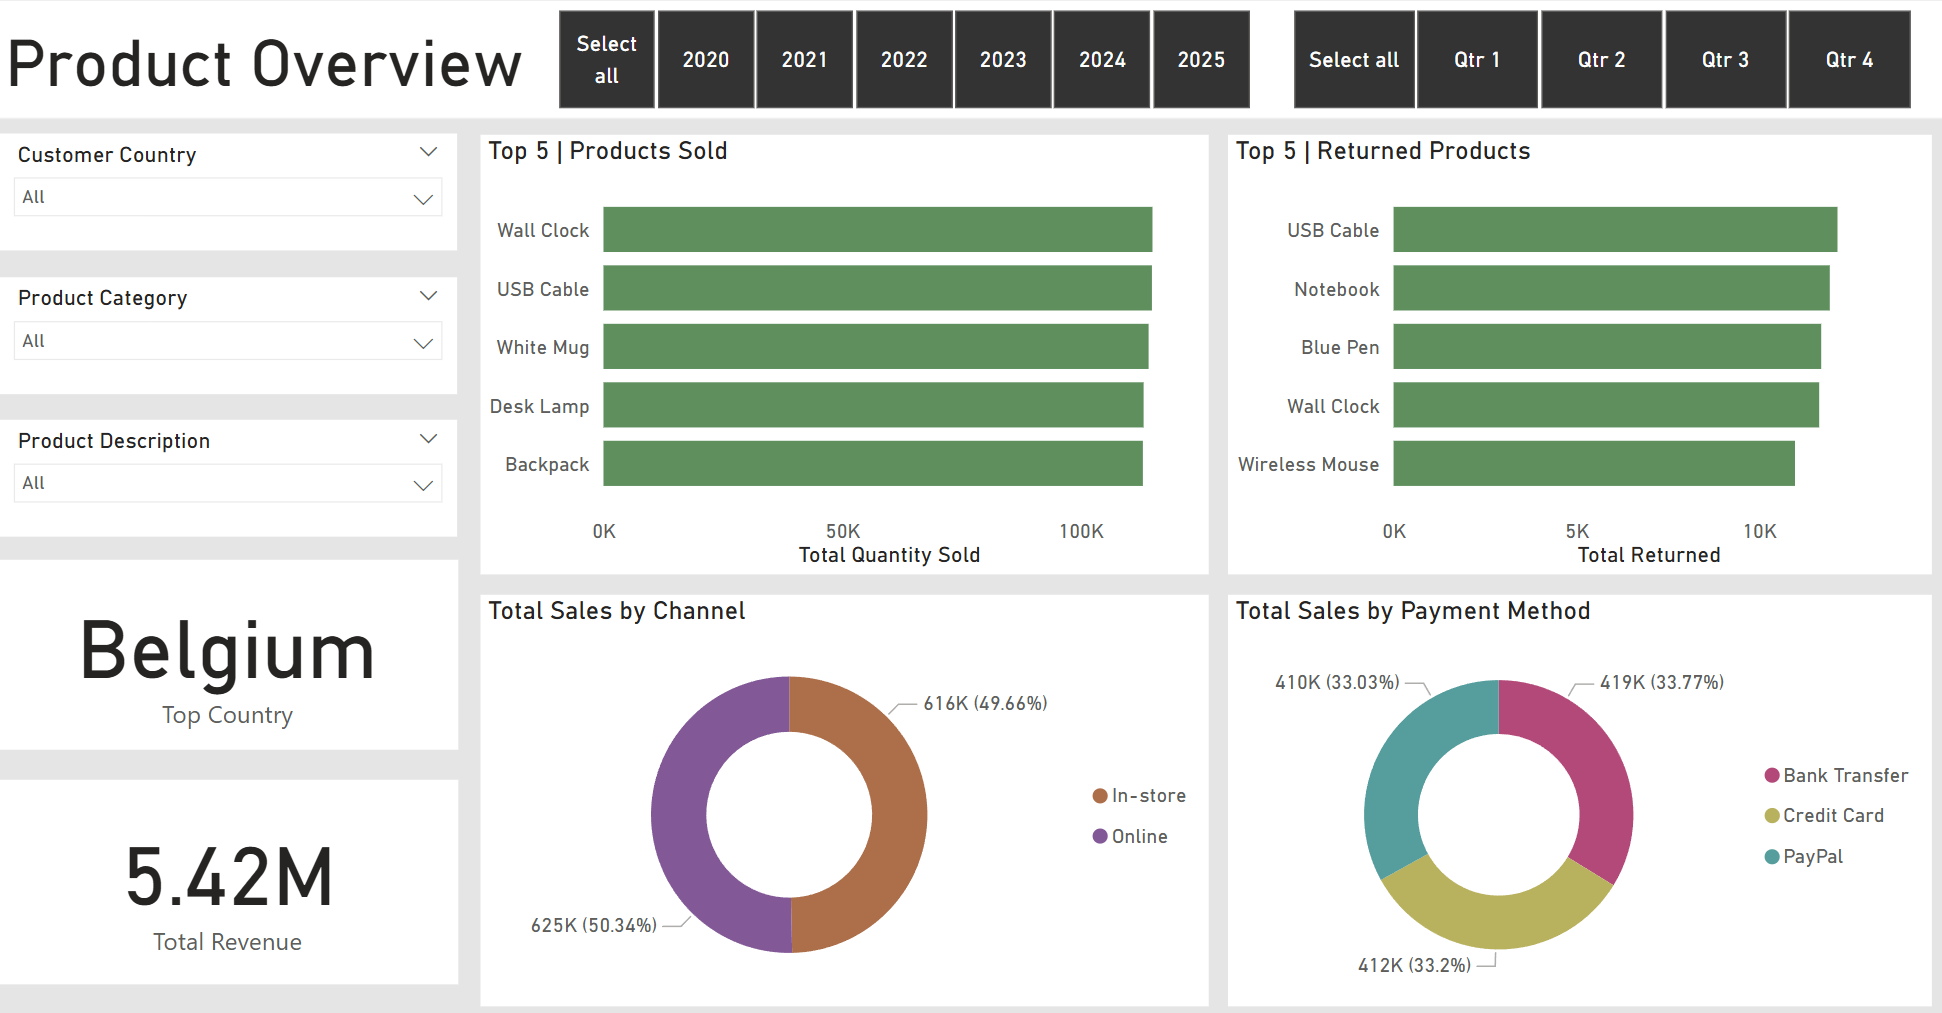 Product Overview
Select all
2020
2021
2022
2023
2024
2025
Select all
Qtr 1
Qtr 2
Qtr 3
Qtr 4
Customer Country
All
Product Category
All
Product Description
All
Belgium
Top Country
5.42M
Total Revenue
Top 5 | Products Sold
Wall Clock
USB Cable
White Mug
Desk Lamp
Backpack
0K
50K
100K
Total Quantity Sold
Top 5 | Returned Products
USB Cable
Notebook
Blue Pen
Wall Clock
Wireless Mouse
0K
5K
10K
Total Returned
Total Sales by Channel
616K (49.66%)
625K (50.34%)
In-store
Online
Total Sales by Payment Method
410K (33.03%)
419K (33.77%)
412K (33.2%)
Bank Transfer
Credit Card
PayPal